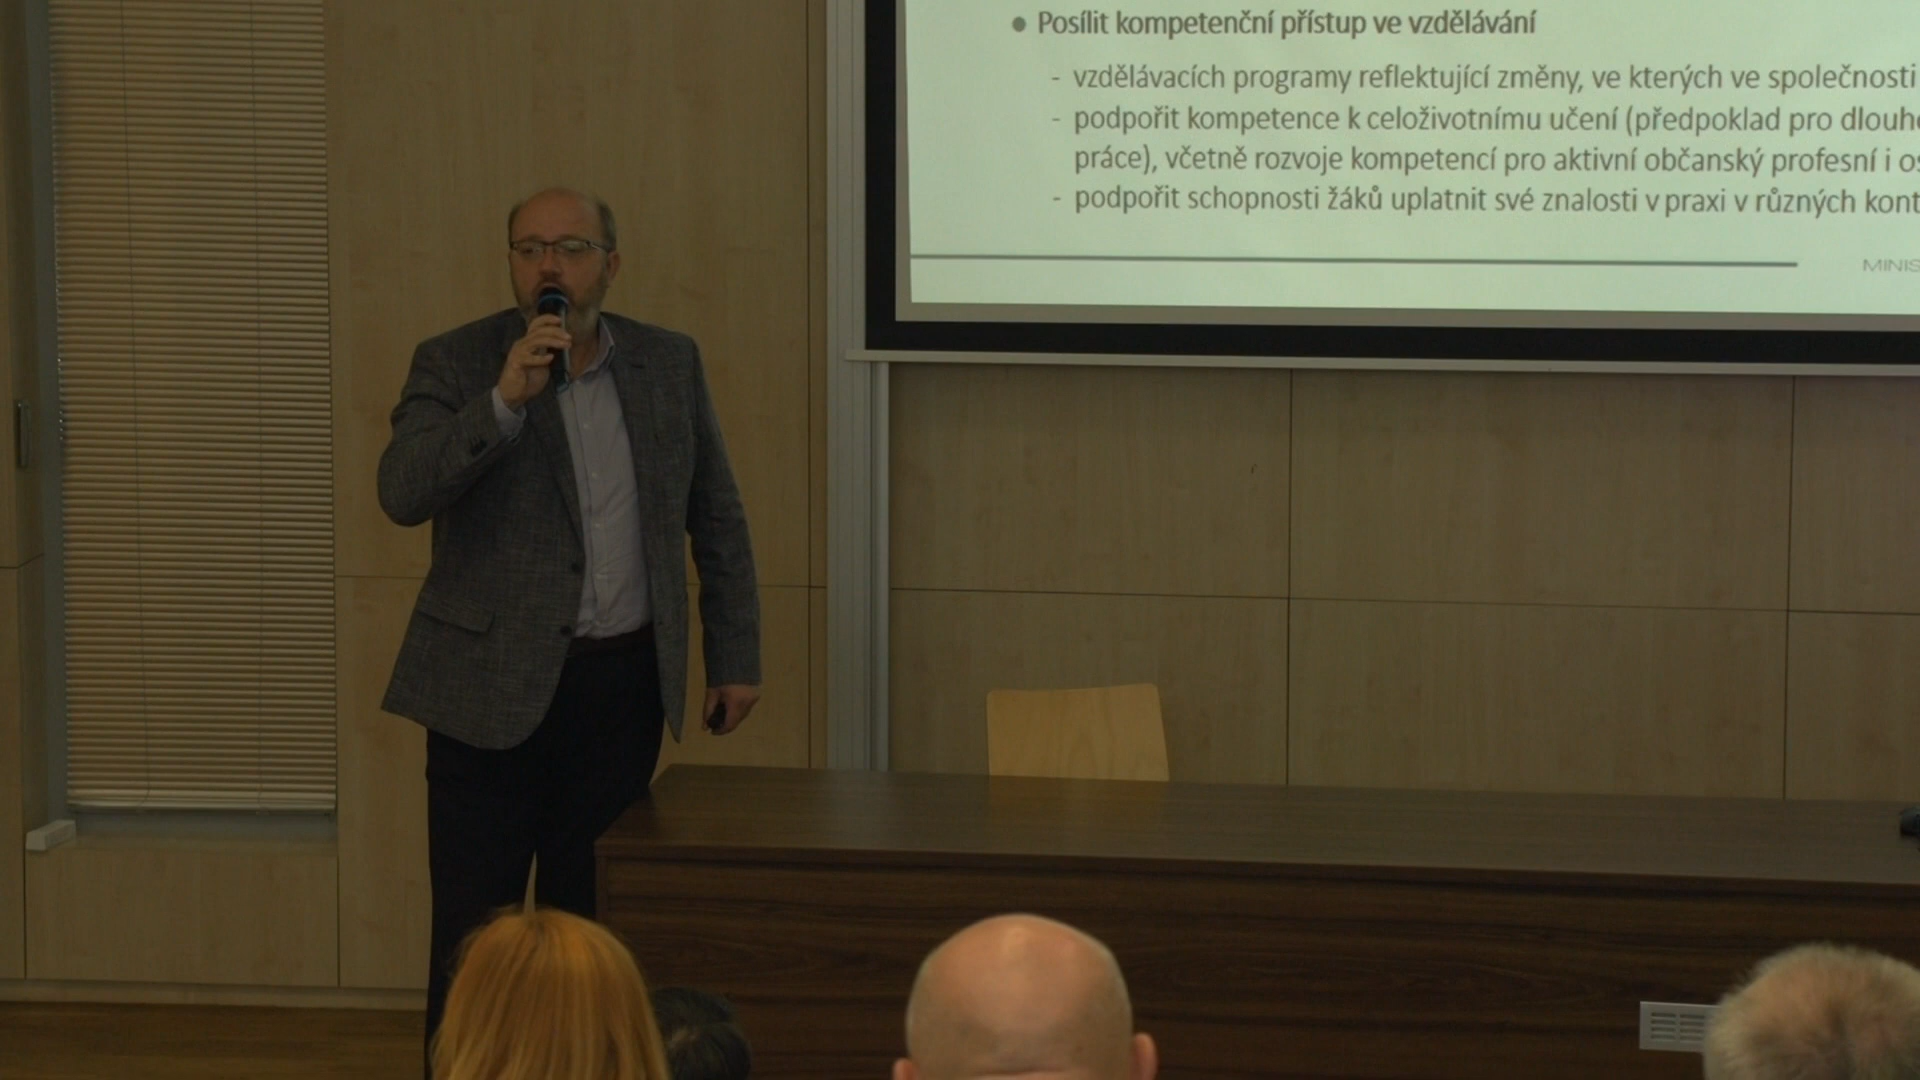 ● Posílit kompetenční přístup ve vzdělávání
- vzdělávacích programy reflektující změny, ve kterých ve společnosti
- podpořit kompetence k celoživotnímu učení (předpoklad pro dlouh
práce), včetně rozvoje kompetencí pro aktivní občanský profesní i os
- podpořit schopnosti žáků uplatnit své znalosti v praxi v různých kont
MINIS